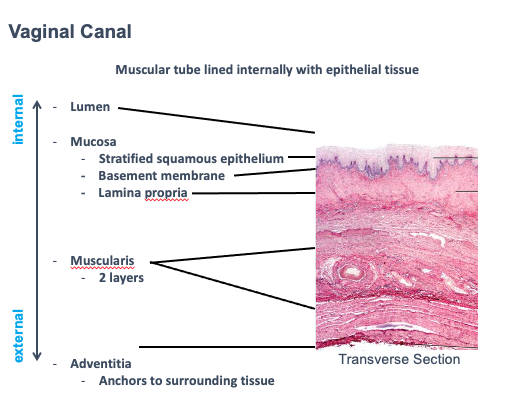 Vaginal Canal
Muscular tube lined internally with epithelial tissue
internal
- Lumen
- Mucosa
- Stratified squamous epithelium
- Basement membrane
- Lamina propria
- Muscularis
- 2 layers
external
- Adventitia
- Anchors to surrounding tissue
Transverse Section